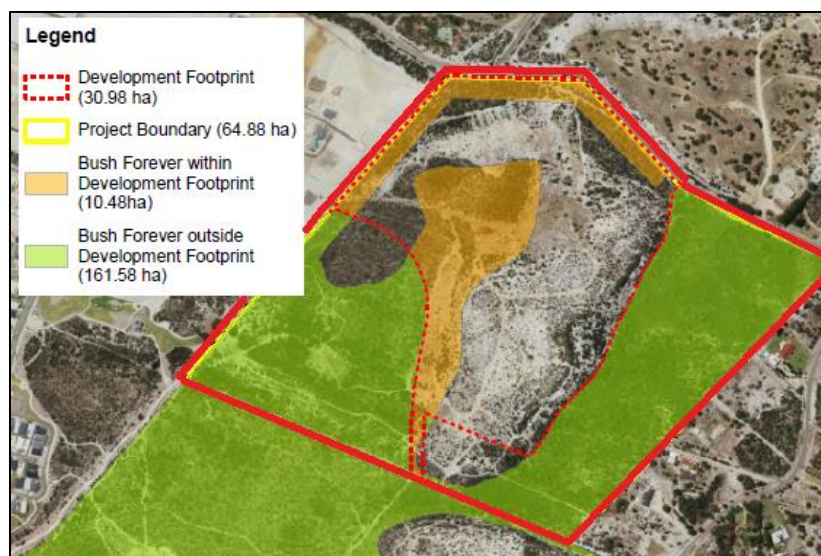 Legend
Development Footprint
(30.98 ha)
Project Boundary (64.88 ha)
Bush Forever within
Development Footprint
(10.48ha)
Bush Forever outside
Development Footprint
(161.58 ha)